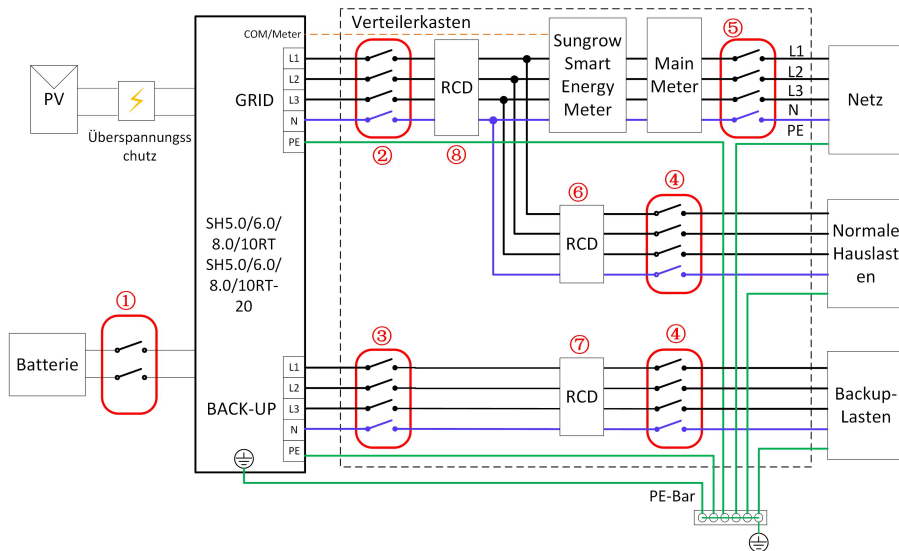 Verteilerkasten
COM/Meter
⑤
PV
Überspannungss
chutz
GRID
L1
L2
L3
N
PE
②
RCD
⑧
Sungrow
Smart
Energy
Meter
Main
Meter
L1
L2
L3
N
PE
Netz
SH5.0/6.0/
8.0/10RT
SH5.0/6.0/
8.0/10RT-
20
⑥
RCD
④
Normale
Hauslast
en
①
Batterie
BACK-UP
L1
L2
L3
N
PE
③
⑦
RCD
④
Backup-
Lasten
PE-Bar